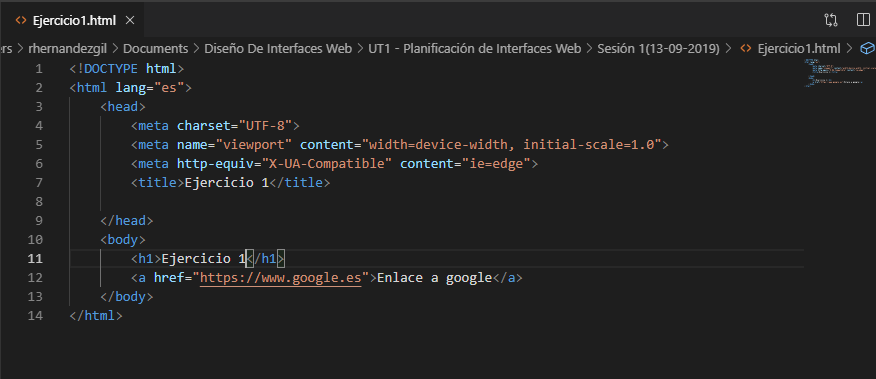 Ejercicio1.html
ers > rhernandezgil > Documents > Diseño De Interfaces Web > UT1 - Planificación de Interfaces Web > Sesión 1(13-09-2019) > Ejercicio1.html >
1 <!DOCTYPE html>
2 <html lang="es">
3 <head>
4 <meta charset="UTF-8">
5 <meta name="viewport" content="width=device-width, initial-scale=1.0">
6 <meta http-equiv="X-UA-Compatible" content="ie=edge">
7 <title>Ejercicio 1</title>
8
9 </head>
10 <body>
11 <h1>Ejercicio 1</h1>
12 <a href="https://www.google.es">Enlace a google</a>
13 </body>
14 </html>